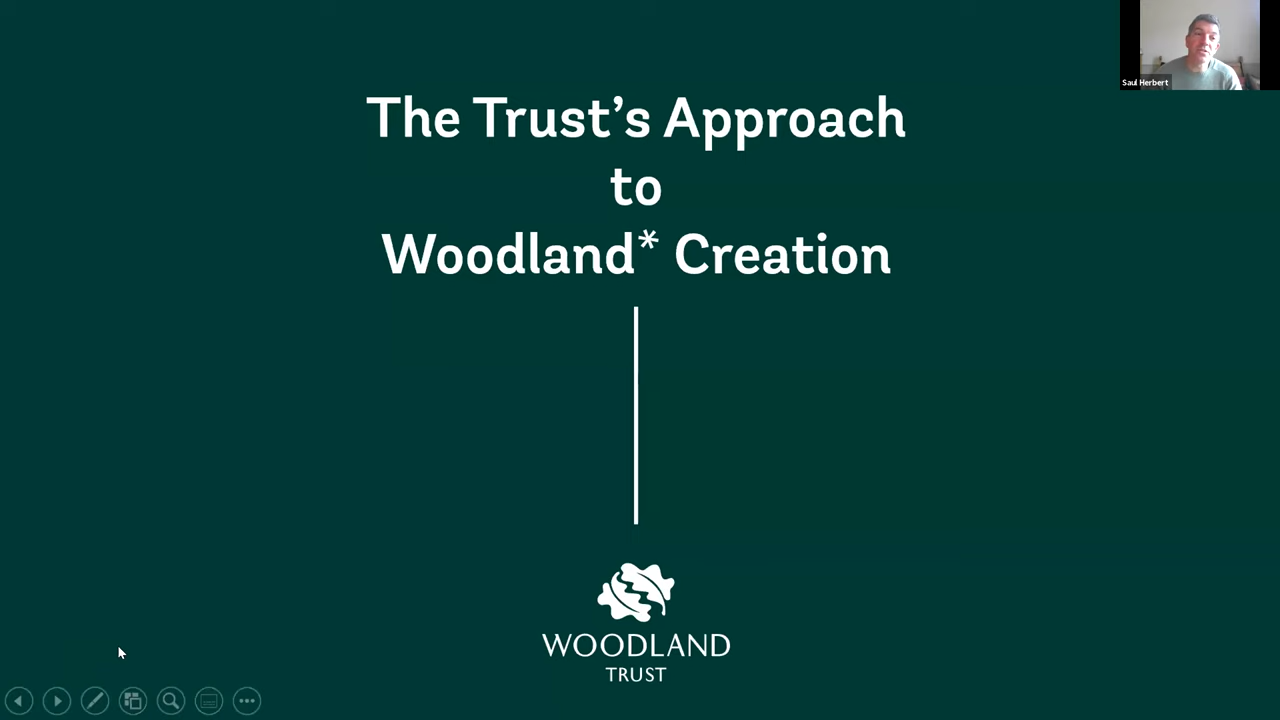 The Trust’s Approach
to
Woodland* Creation
WOODLAND
TRUST
Saul Herbert